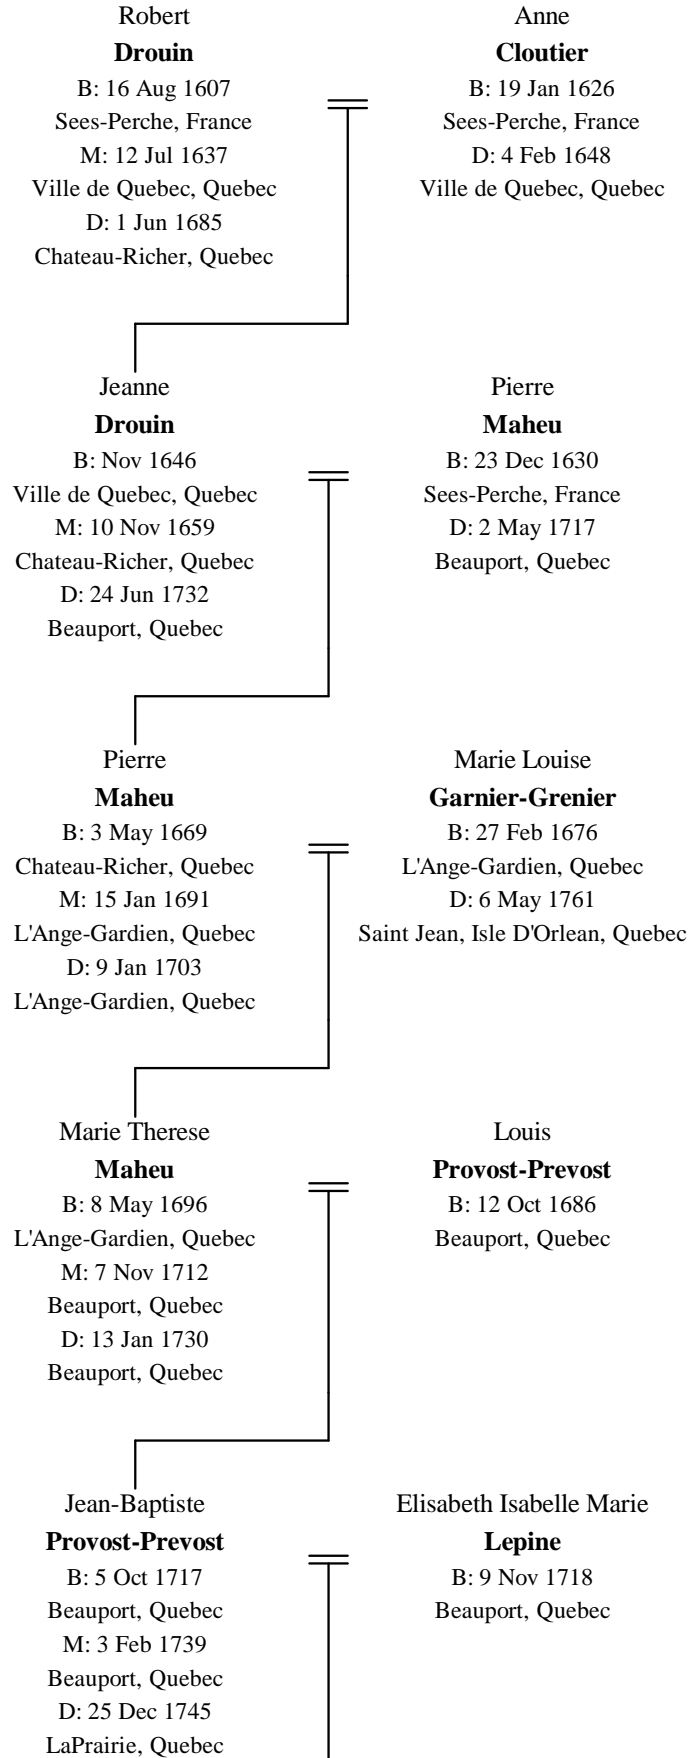 Robert
Drouin
B: 16 Aug 1607
Sees-Perche, France
M: 12 Jul 1637
Ville de Quebec, Quebec
D: 1 Jun 1685
Chateau-Richer, Quebec
Anne
Cloutier
B: 19 Jan 1626
Sees-Perche, France
D: 4 Feb 1648
Ville de Quebec, Quebec
Jeanne
Drouin
B: Nov 1646
Ville de Quebec, Quebec
M: 10 Nov 1659
Chateau-Richer, Quebec
D: 24 Jun 1732
Beauport, Quebec
Pierre
Maheu
B: 23 Dec 1630
Sees-Perche, France
D: 2 May 1717
Beauport, Quebec
Pierre
Maheu
B: 3 May 1669
Chateau-Richer, Quebec
M: 15 Jan 1691
L'Ange-Gardien, Quebec
D: 9 Jan 1703
L'Ange-Gardien, Quebec
Marie Louise
Garnier-Grenier
B: 27 Feb 1676
L'Ange-Gardien, Quebec
D: 6 May 1761
Saint Jean, Isle D'Orlean, Quebec
Marie Therese
Maheu
B: 8 May 1696
L'Ange-Gardien, Quebec
M: 7 Nov 1712
Beauport, Quebec
D: 13 Jan 1730
Beauport, Quebec
Louis
Provost-Prevost
B: 12 Oct 1686
Beauport, Quebec
Jean-Baptiste
Provost-Prevost
B: 5 Oct 1717
Beauport, Quebec
M: 3 Feb 1739
Beauport, Quebec
D: 25 Dec 1745
LaPrairie, Quebec
Elisabeth Isabelle Marie
Lepine
B: 9 Nov 1718
Beauport, Quebec